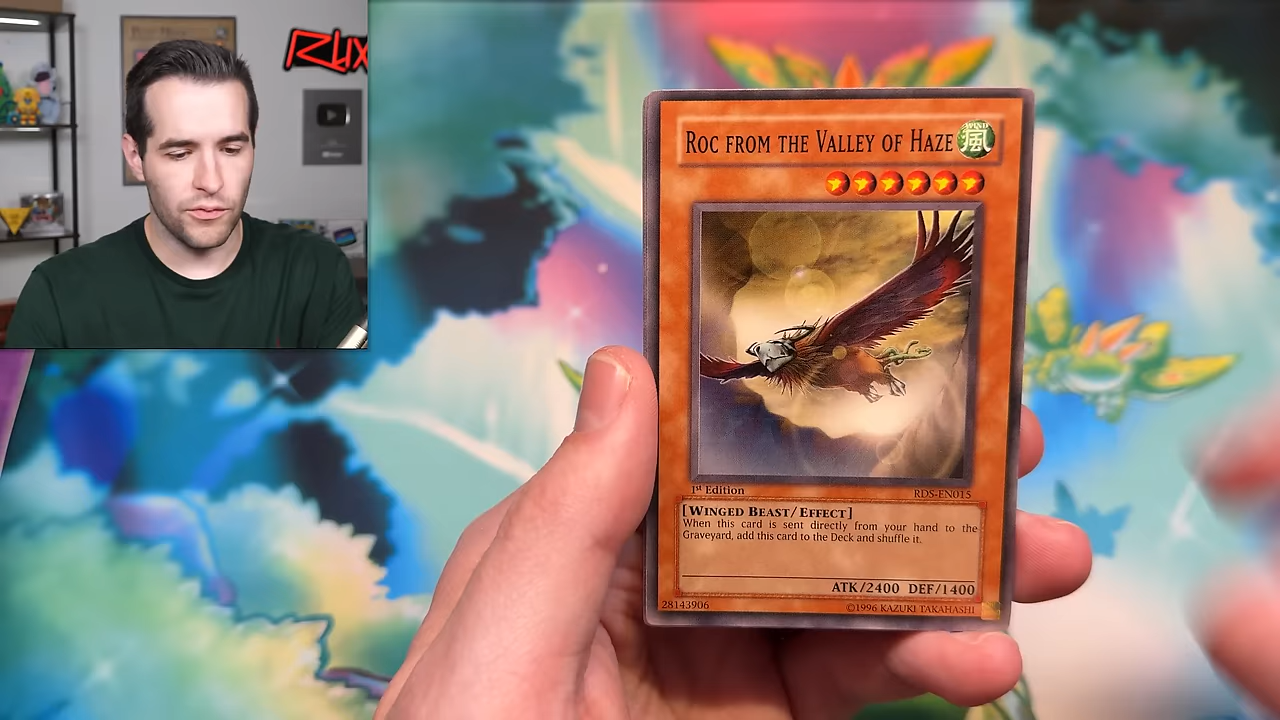 RUX
ROC FROM THE VALLEY OF HAZE
WIND
風
1st Edition
RDS-EN015
[WINGED BEAST/EFFECT]
When this card is sent directly from your hand to the
Graveyard, add this card to the Deck and shuffle it.
ATK/2400 DEF/1400
28143906
©1996 KAZUKI TAKAHASHI